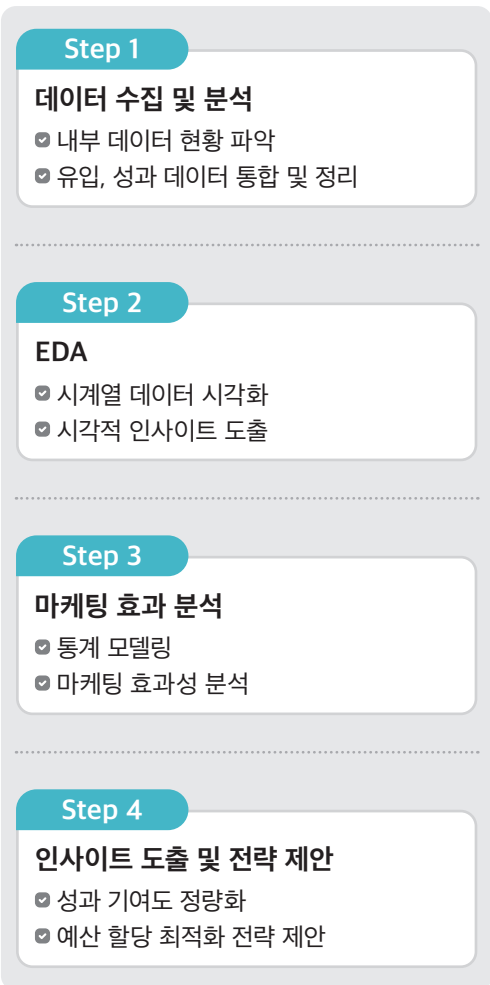 Step 1
데이터 수집 및 분석
내부 데이터 현황 파악
유입, 성과 데이터 통합 및 정리
Step 2
EDA
시계열 데이터 시각화
시각적 인사이트 도출
Step 3
마케팅 효과 분석
통계 모델링
마케팅 효과성 분석
Step 4
인사이트 도출 및 전략 제안
성과 기여도 정량화
예산 할당 최적화 전략 제안